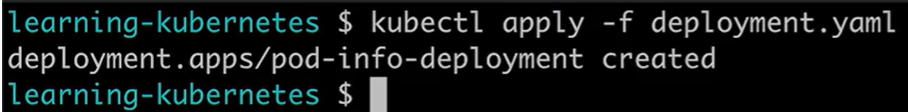 learning-kubernetes $ kubectl apply -f deployment.yaml
deployment.apps/pod-info-deployment created
learning-kubernetes $